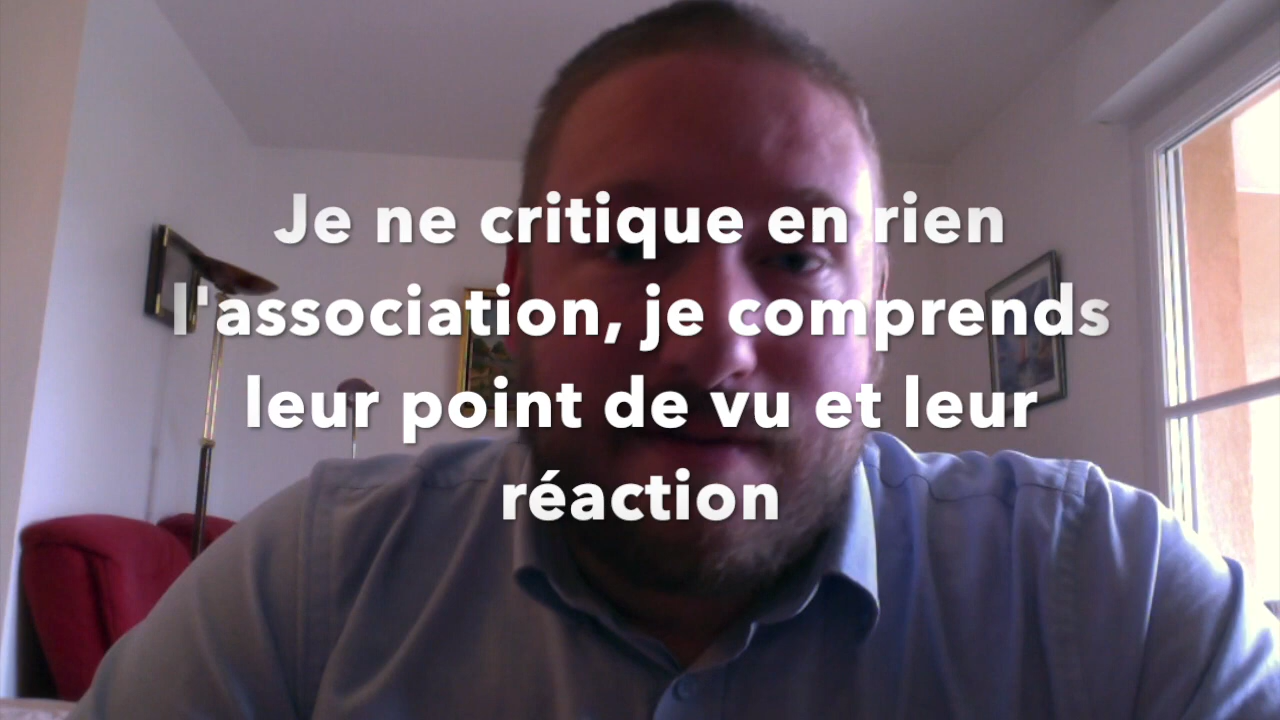 Je ne critique en rien
l'association, je comprends
leur point de vu et leur
réaction